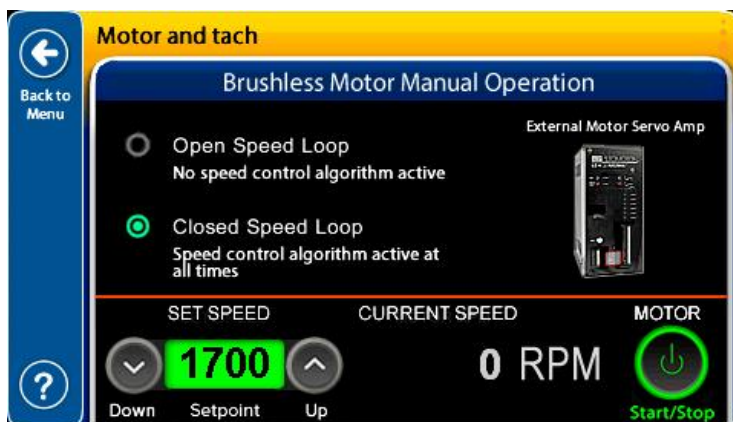 Motor and tach
Back to
Menu
Brushless Motor Manual Operation
External Motor Servo Amp
Open Speed Loop
No speed control algorithm active
Closed Speed Loop
Speed control algorithm active at
all times
SET SPEED
CURRENT SPEED
MOTOR
1700
0 RPM
?
Down
Setpoint
Up
Start/Stop